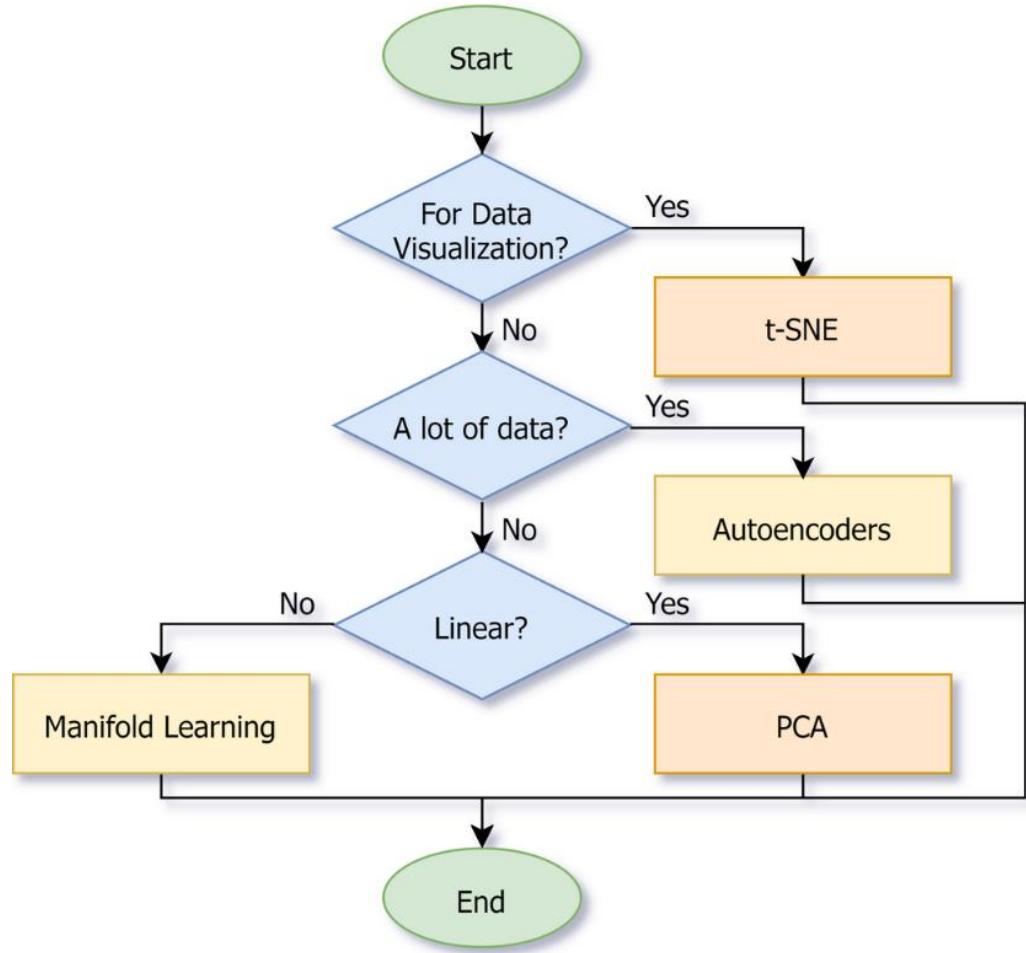 Start
For Data
Visualization?
Yes
t-SNE
No
A lot of data?
Yes
Autoencoders
No
Linear?
No
Yes
Manifold Learning
PCA
End